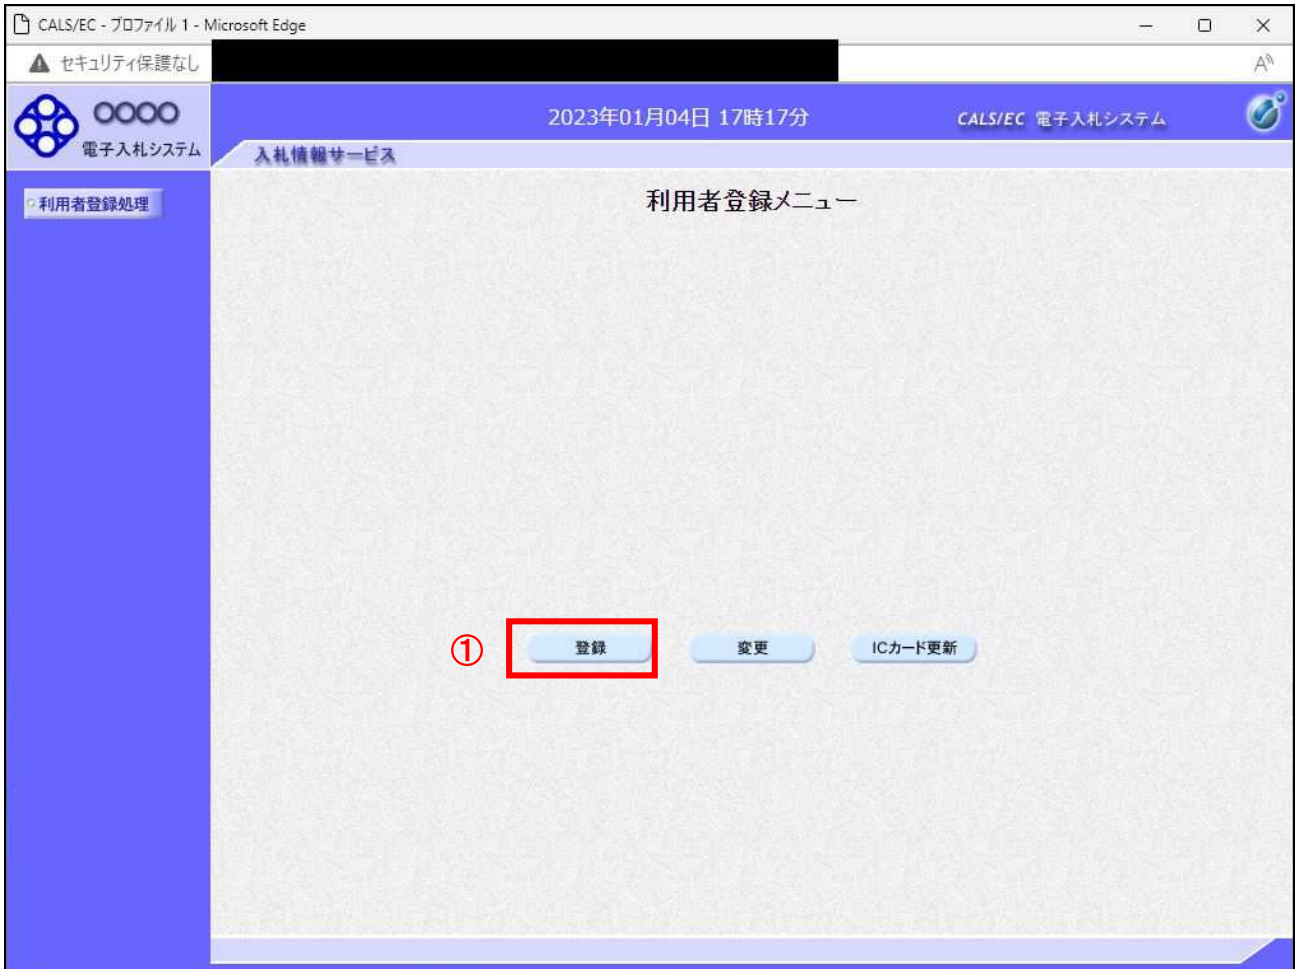 CALS/EC - プロファイル 1 - Microsoft Edge
セキュリティ保護なし
A
OOOO
電子入札システム
2023年01月04日 17時17分
CALS/EC 電子入札システム
入札情報サービス
利用者登録処理
利用者登録メニュー
① 登録 変更 ICカード更新